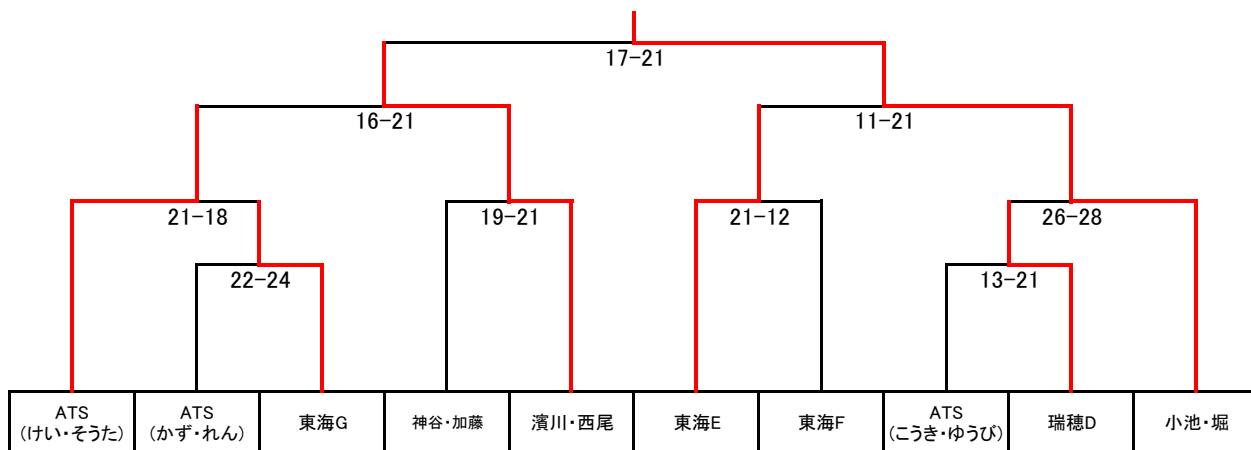 17-21
16-21
11-21
21-18
19-21
21-12
26-28
22-24
13-21
ATS
(けい・そうた)
ATS
(かず・れん)
東海G
神谷・加藤
濱川・西尾
東海E
東海F
ATS
(こうき・ゆうび)
瑞穂D
小池・堀